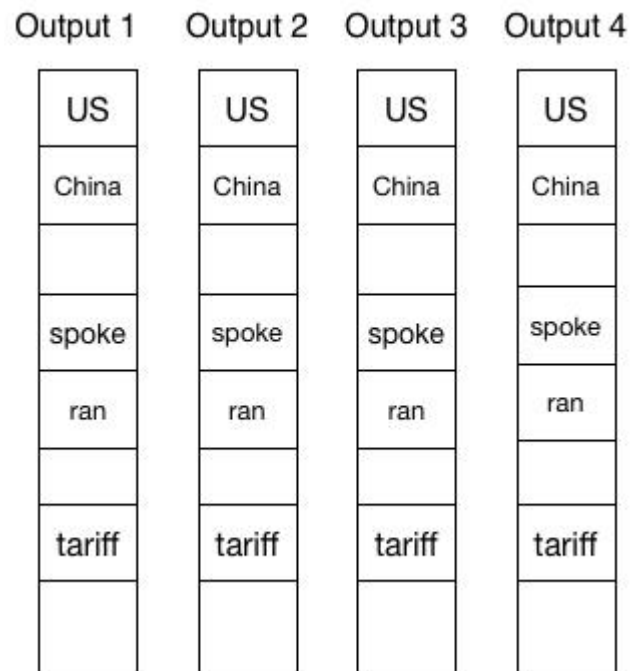 Output 1 Output 2 Output 3 Output 4
US US US US
China China China China
spoke spoke spoke spoke
ran ran ran ran
tariff tariff tariff tariff